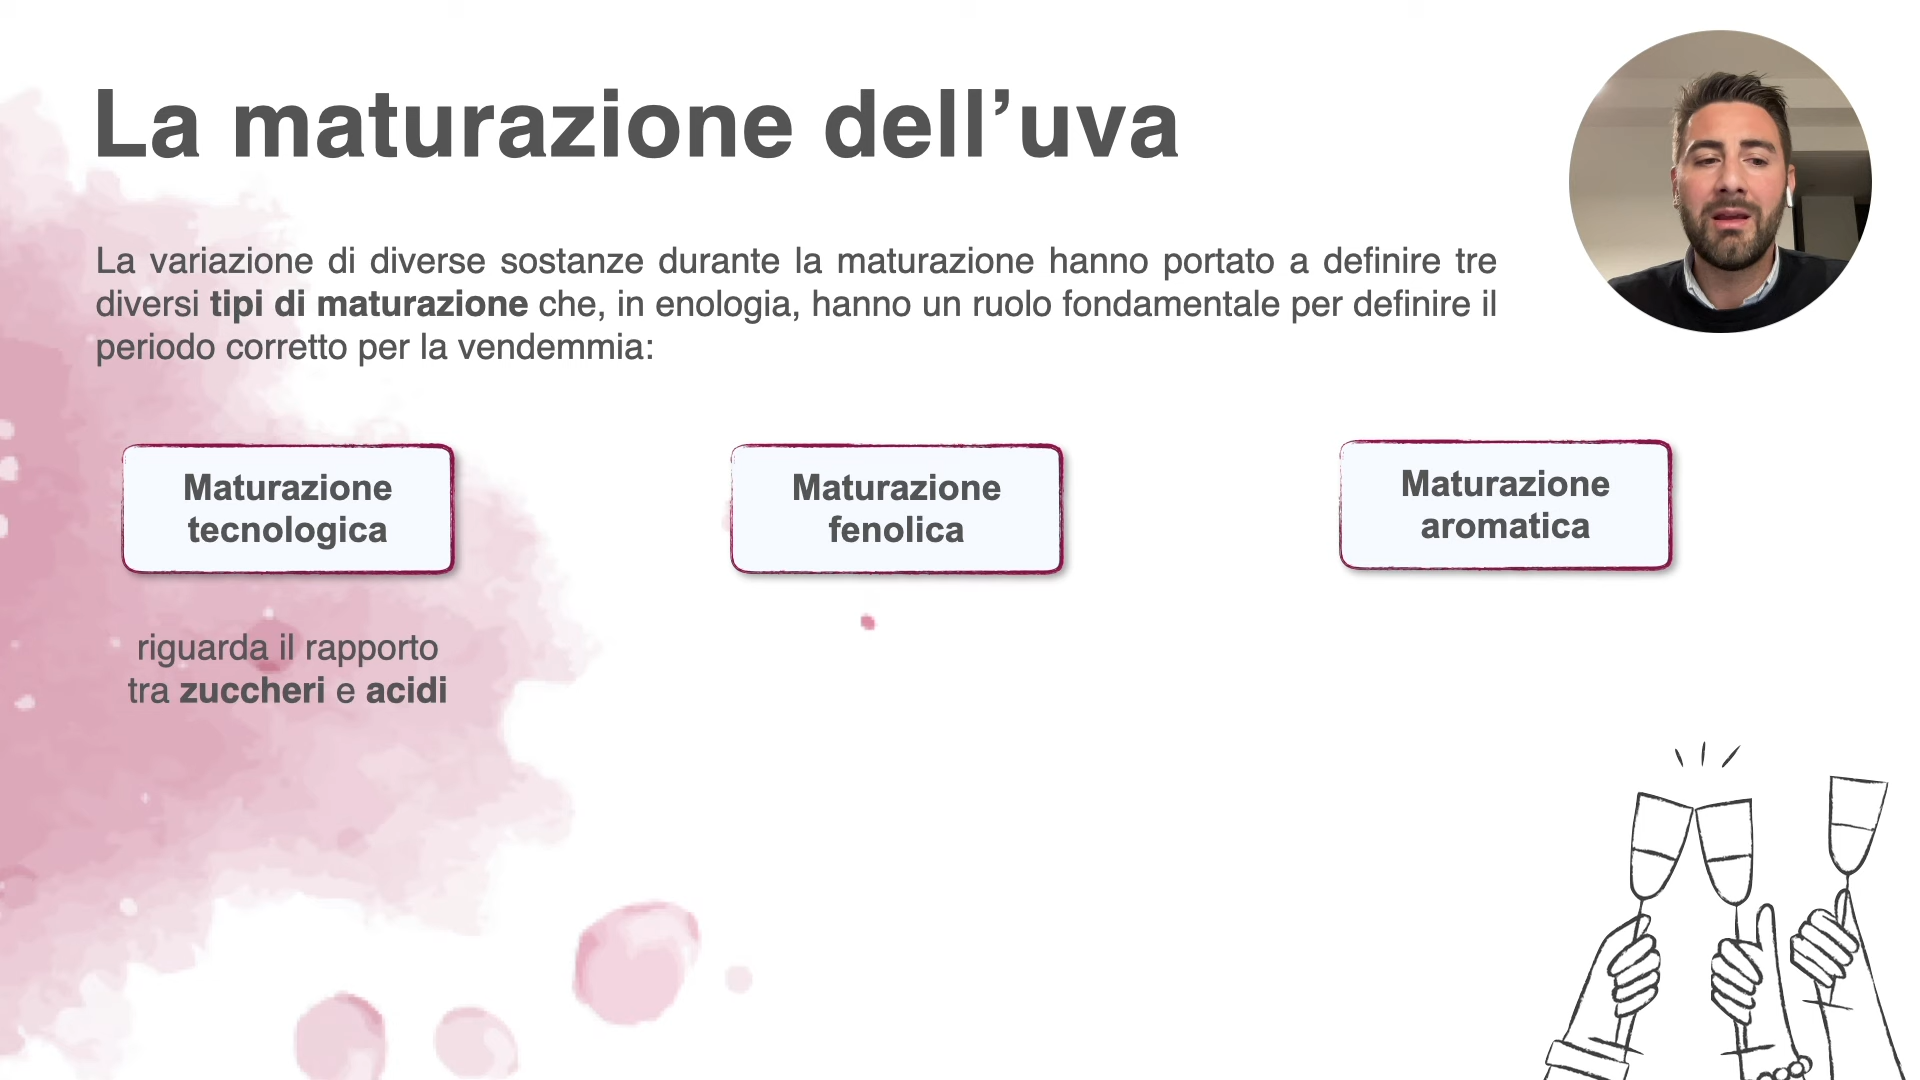 La maturazione dell’uva
La variazione di diverse sostanze durante la maturazione hanno portato a definire tre
diversi tipi di maturazione che, in enologia, hanno un ruolo fondamentale per definire il
periodo corretto per la vendemmia:
Maturazione
tecnologica
Maturazione
fenolica
Maturazione
aromatica
riguarda il rapporto
tra zuccheri e acidi